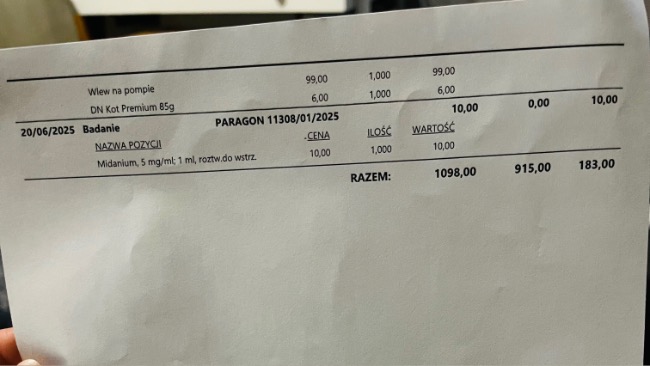 Wlew na pompie 99,00 1,000 99,00
DN Kot Premium 85g 6,00 1,000 6,00
20/06/2025 Badanie PARAGON 11308/01/2025 10,00 0,00 10,00
NAZWA POZYCJI .CENA ILOŚĆ WARTOŚĆ
Midanium, 5 mg/ml; 1 ml, roztw.do wstrz. 10,00 1,000 10,00
RAZEM: 1098,00 915,00 183,00